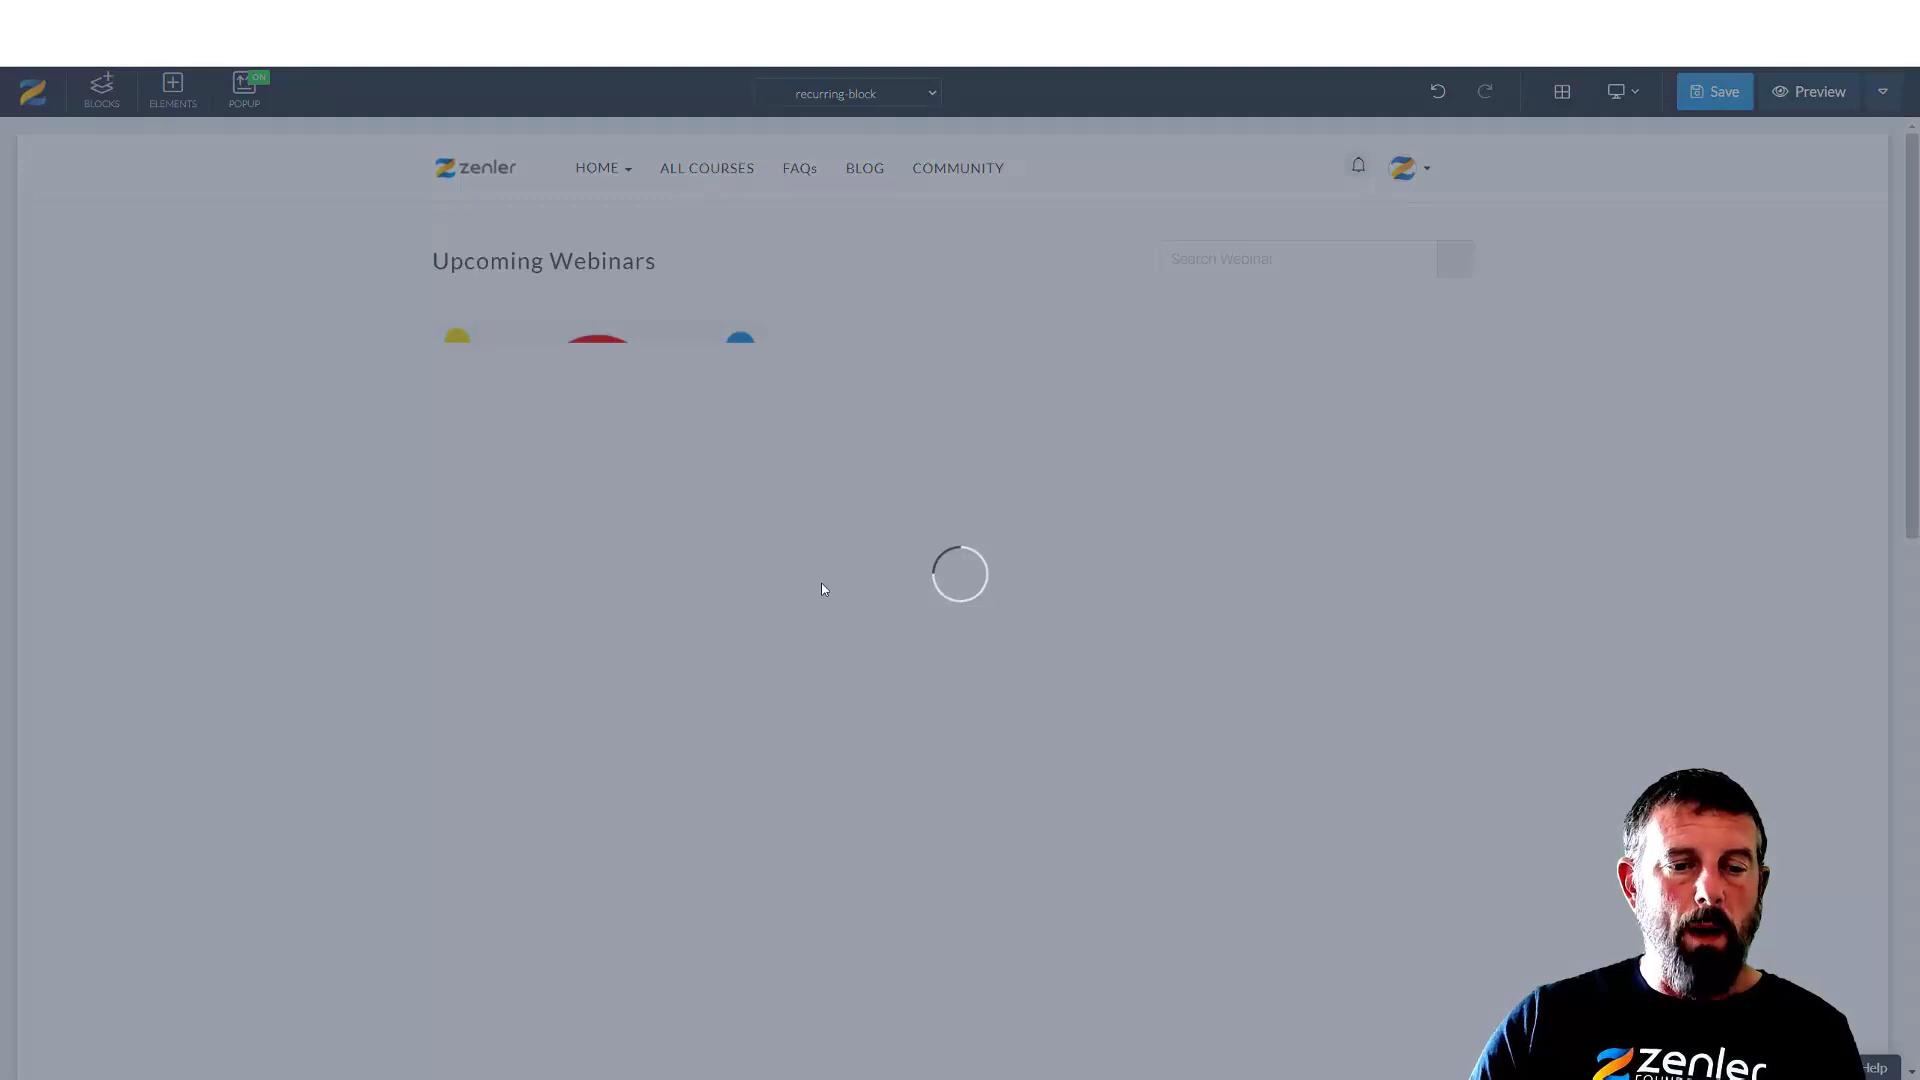 BLOCKS
ELEMENTS
ON
POPUP
recurring-block
Save
Preview
zenler
HOME
ALL COURSES
FAQs
BLOG
COMMUNITY
Upcoming Webinars
Search Webinar
zenler
Help